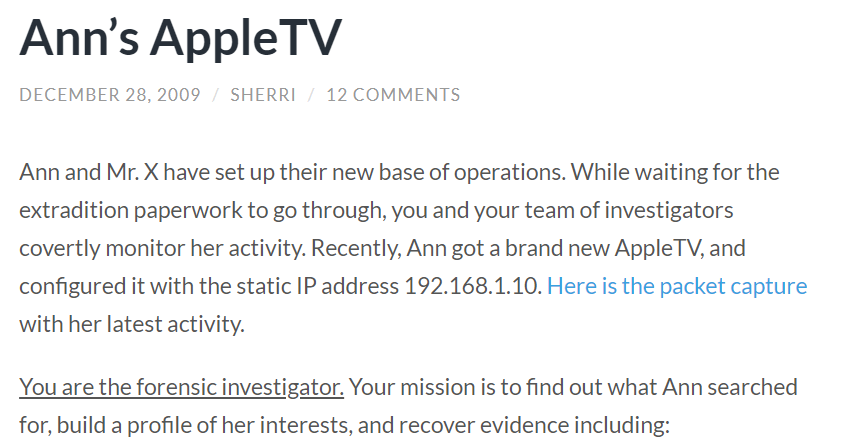 Ann’s AppleTV
DECEMBER 28, 2009 / SHERRI / 12 COMMENTS
Ann and Mr. X have set up their new base of operations. While waiting for the
extradition paperwork to go through, you and your team of investigators
covertly monitor her activity. Recently, Ann got a brand new AppleTV, and
configured it with the static IP address 192.168.1.10. Here is the packet capture
with her latest activity.
You are the forensic investigator. Your mission is to find out what Ann searched
for, build a profile of her interests, and recover evidence including: